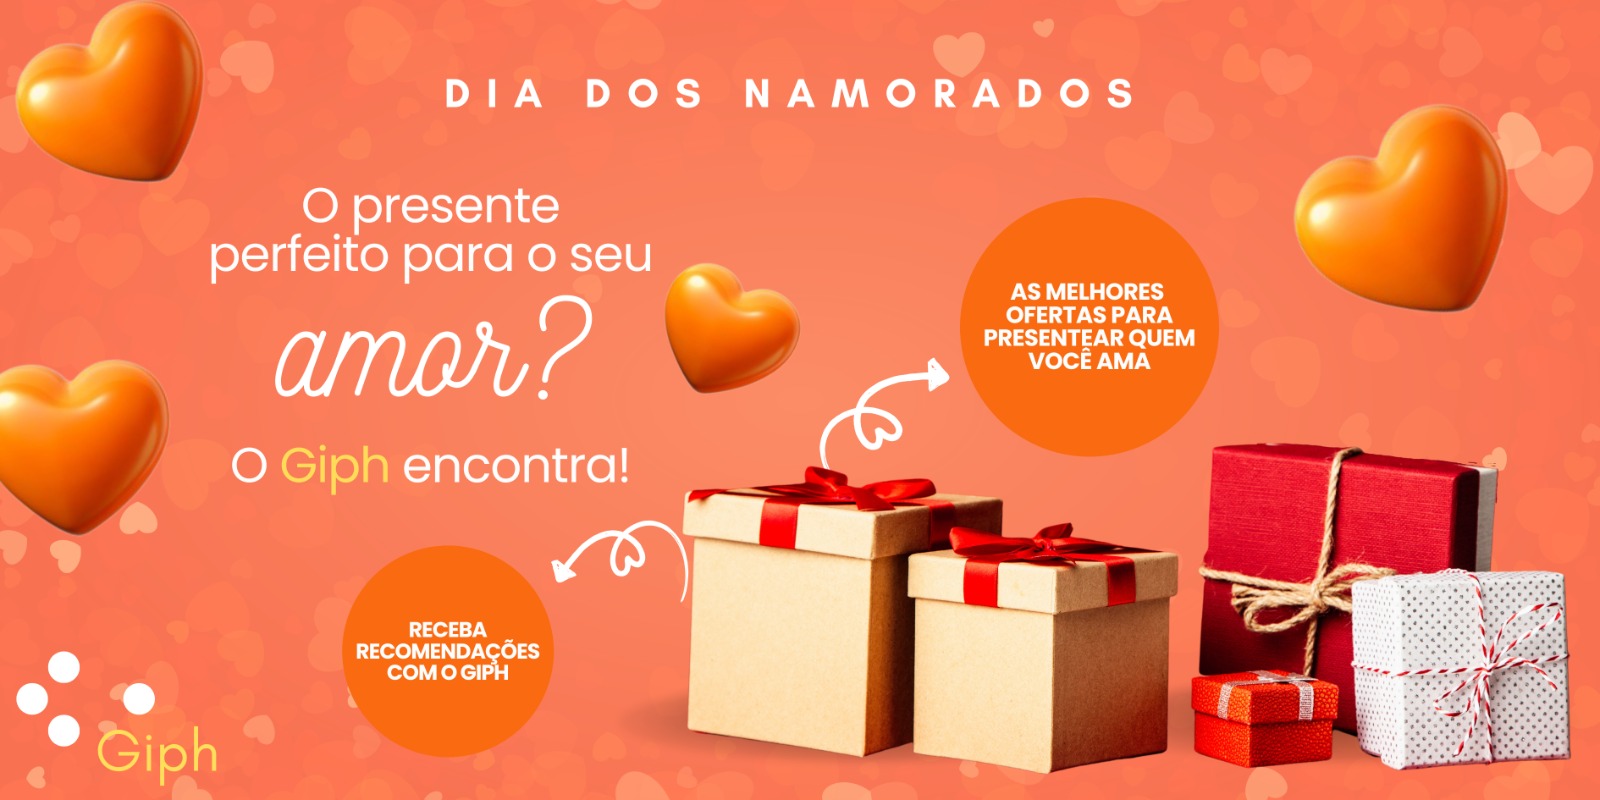 DIA DOS NAMORADOS
O presente
perfeito para o seu
amor?
O Giph encontra!
AS MELHORES
OFERTAS PARA
PRESENTEAR QUEM
VOCÊ AMA
RECEBA
RECOMENDAÇÕES
COM O GIPH
Giph